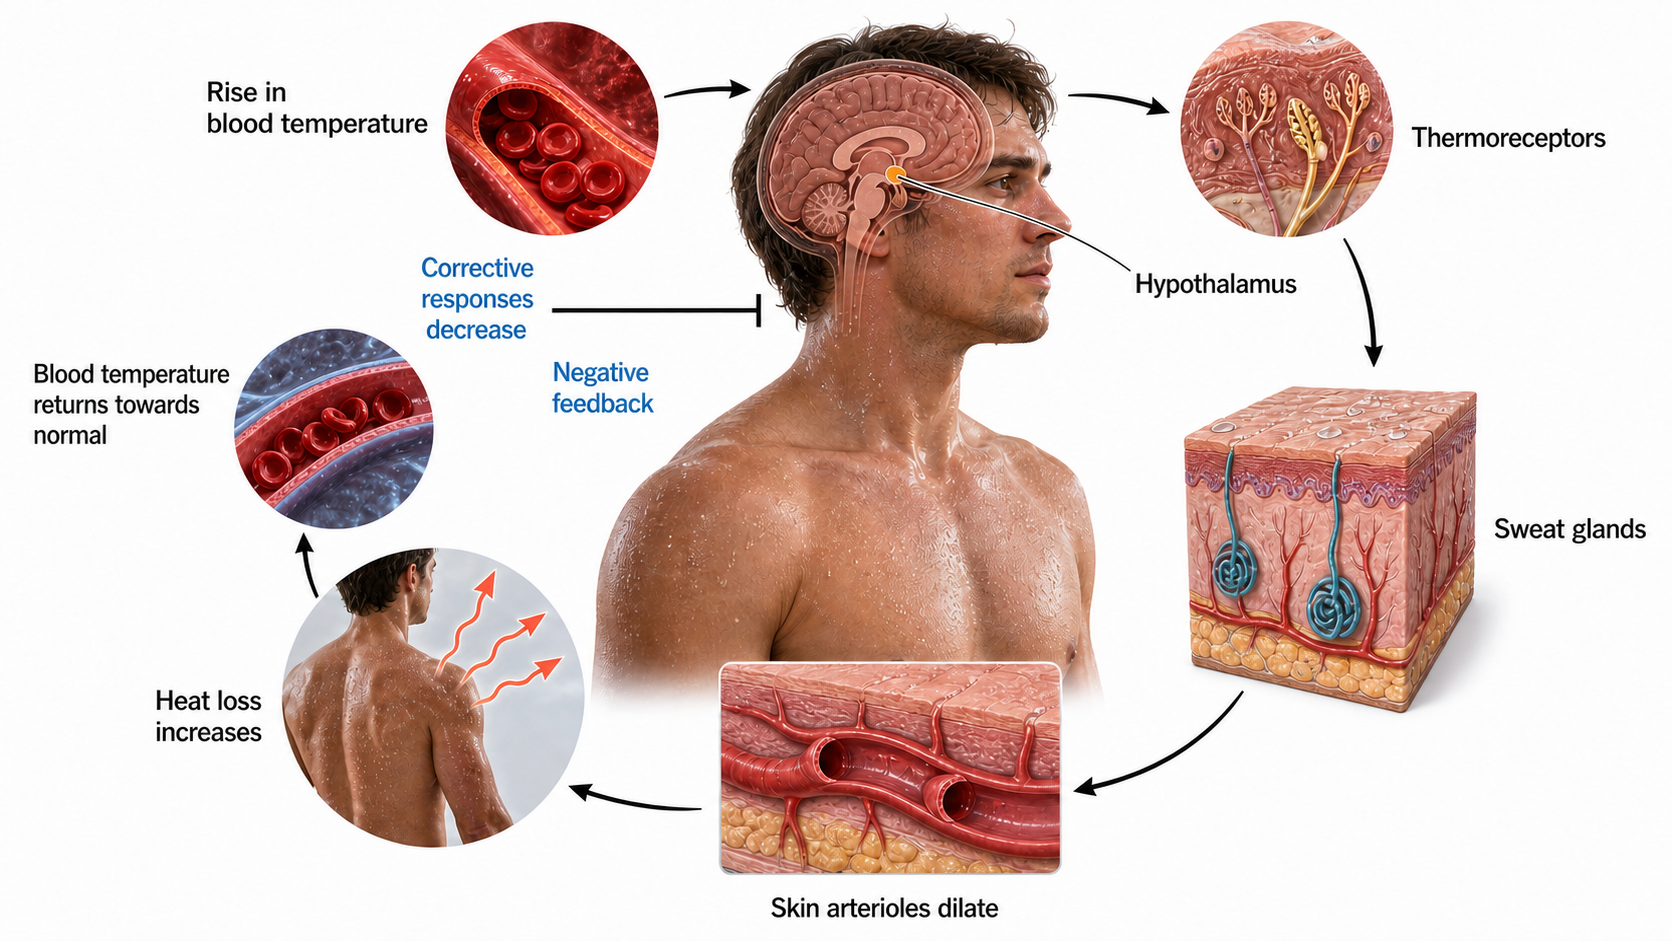 Rise in
blood temperature
Thermoreceptors
Hypothalamus
Corrective
responses
decrease
Negative
feedback
Blood temperature
returns towards
normal
Sweat glands
Heat loss
increases
Skin arterioles dilate